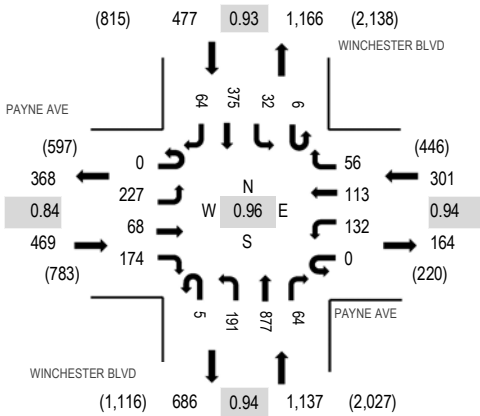 (815) 477 0.93 1,166 (2,138)
WINCHESTER BLVD
64 375 32 6
PAYNE AVE
(597)
368
0.84
469
(783)
0
227
68
174
N
W 0.96 E
S
56
113
132
0
(446)
301
0.94
164
(220)
5 191 877 64
PAYNE AVE
WINCHESTER BLVD
(1,116) 686 0.94 1,137 (2,027)